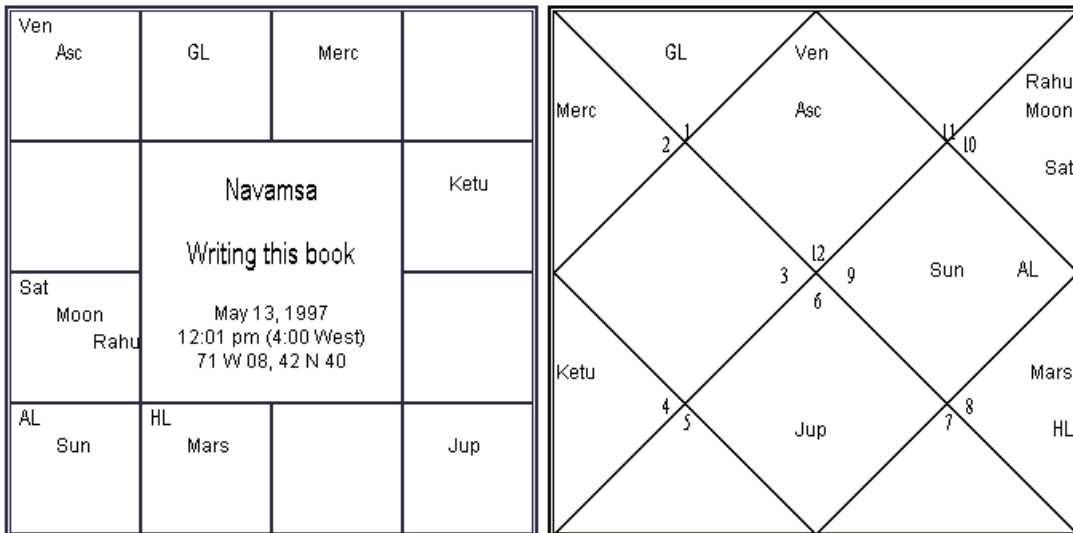 Ven
Asc
GL
Merc
Ketu
Navamsa
Writing this book
May 13, 1997
12:01 pm (4:00 West)
71 W 08, 42 N 40
Sat
Moon
Rahu
AL
Sun
HL
Mars
Jup
GL
Ven
Rahu
Merc
Asc
Moon
1
11
2
10
Sat
12
3
9
Sun
AL
6
Ketu
Mars
4
8
5
7
Jup
HL